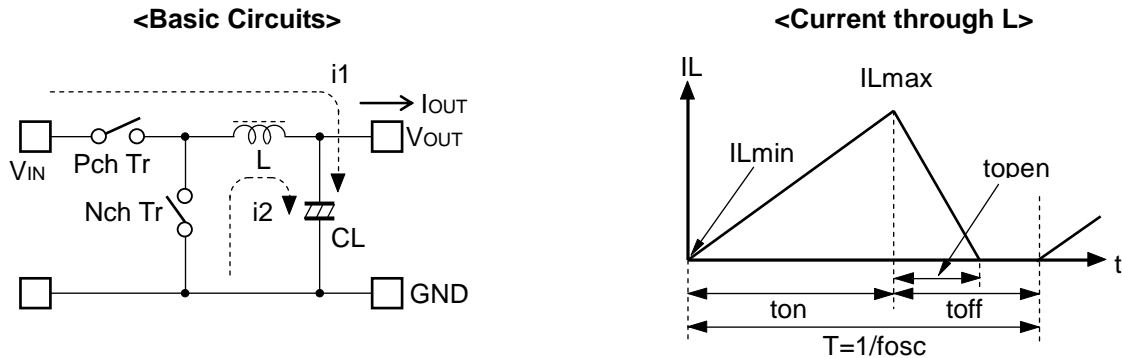 <Basic Circuits>
i1
IOUT
VIN
Pch Tr
L
VOUT
Nch Tr
i2
CL
GND
<Current through L>
IL
ILmax
ILmin
topen
t
ton
toff
T=1/fosc